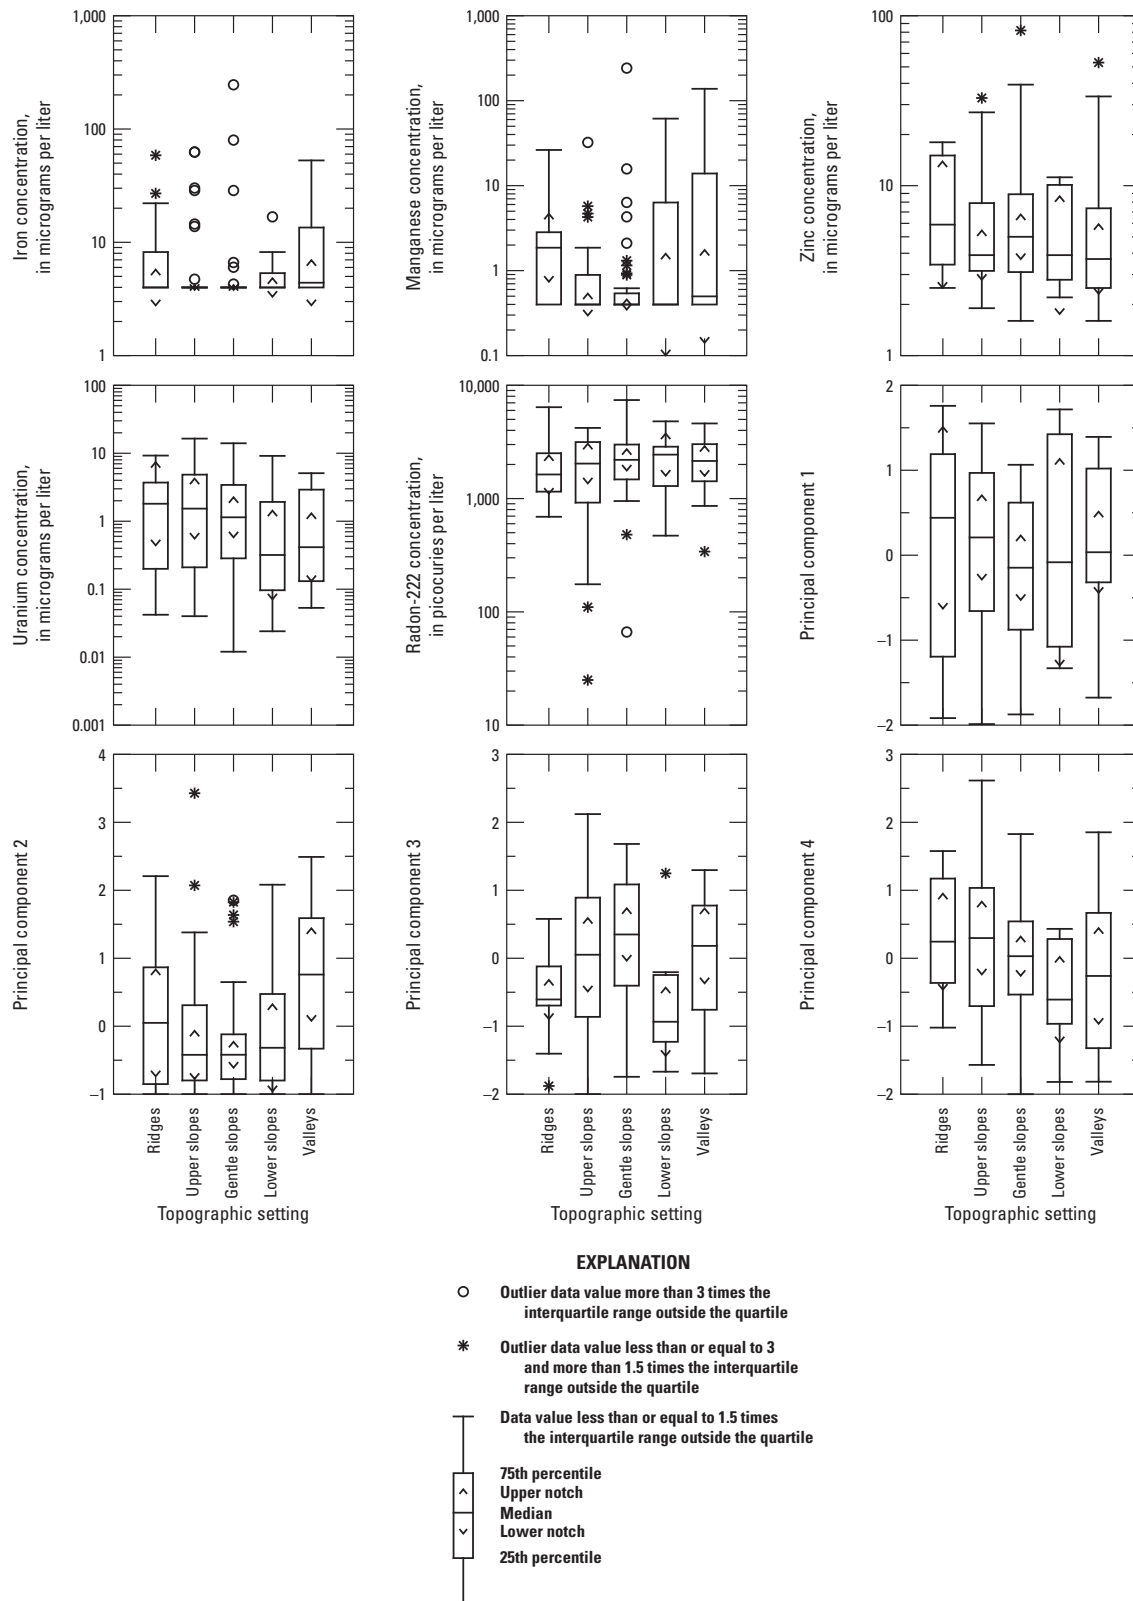 Iron concentration,
in micrograms per liter
1,000
100
10
1
Manganese concentration,
in micrograms per liter
1,000
100
10
1
0.1
Zinc concentration,
in micrograms per liter
100
10
1
Uranium concentration,
in micrograms per liter
100
10
1
0.1
0.01
0.001
Radon-222 concentration,
in picocuries per liter
10,000
1,000
100
10
Principal component 1
2
1
0
−1
−2
Principal component 2
4
3
2
1
0
−1
Ridges
Upper slopes
Gentle slopes
Lower slopes
Valleys
Topographic setting
Principal component 3
3
2
1
0
−1
−2
Ridges
Upper slopes
Gentle slopes
Lower slopes
Valleys
Topographic setting
Principal component 4
3
2
1
0
−1
−2
Ridges
Upper slopes
Gentle slopes
Lower slopes
Valleys
Topographic setting
EXPLANATION
Outlier data value more than 3 times the
interquartile range outside the quartile
Outlier data value less than or equal to 3
and more than 1.5 times the interquartile
range outside the quartile
Data value less than or equal to 1.5 times
the interquartile range outside the quartile
75th percentile
Upper notch
Median
Lower notch
25th percentile